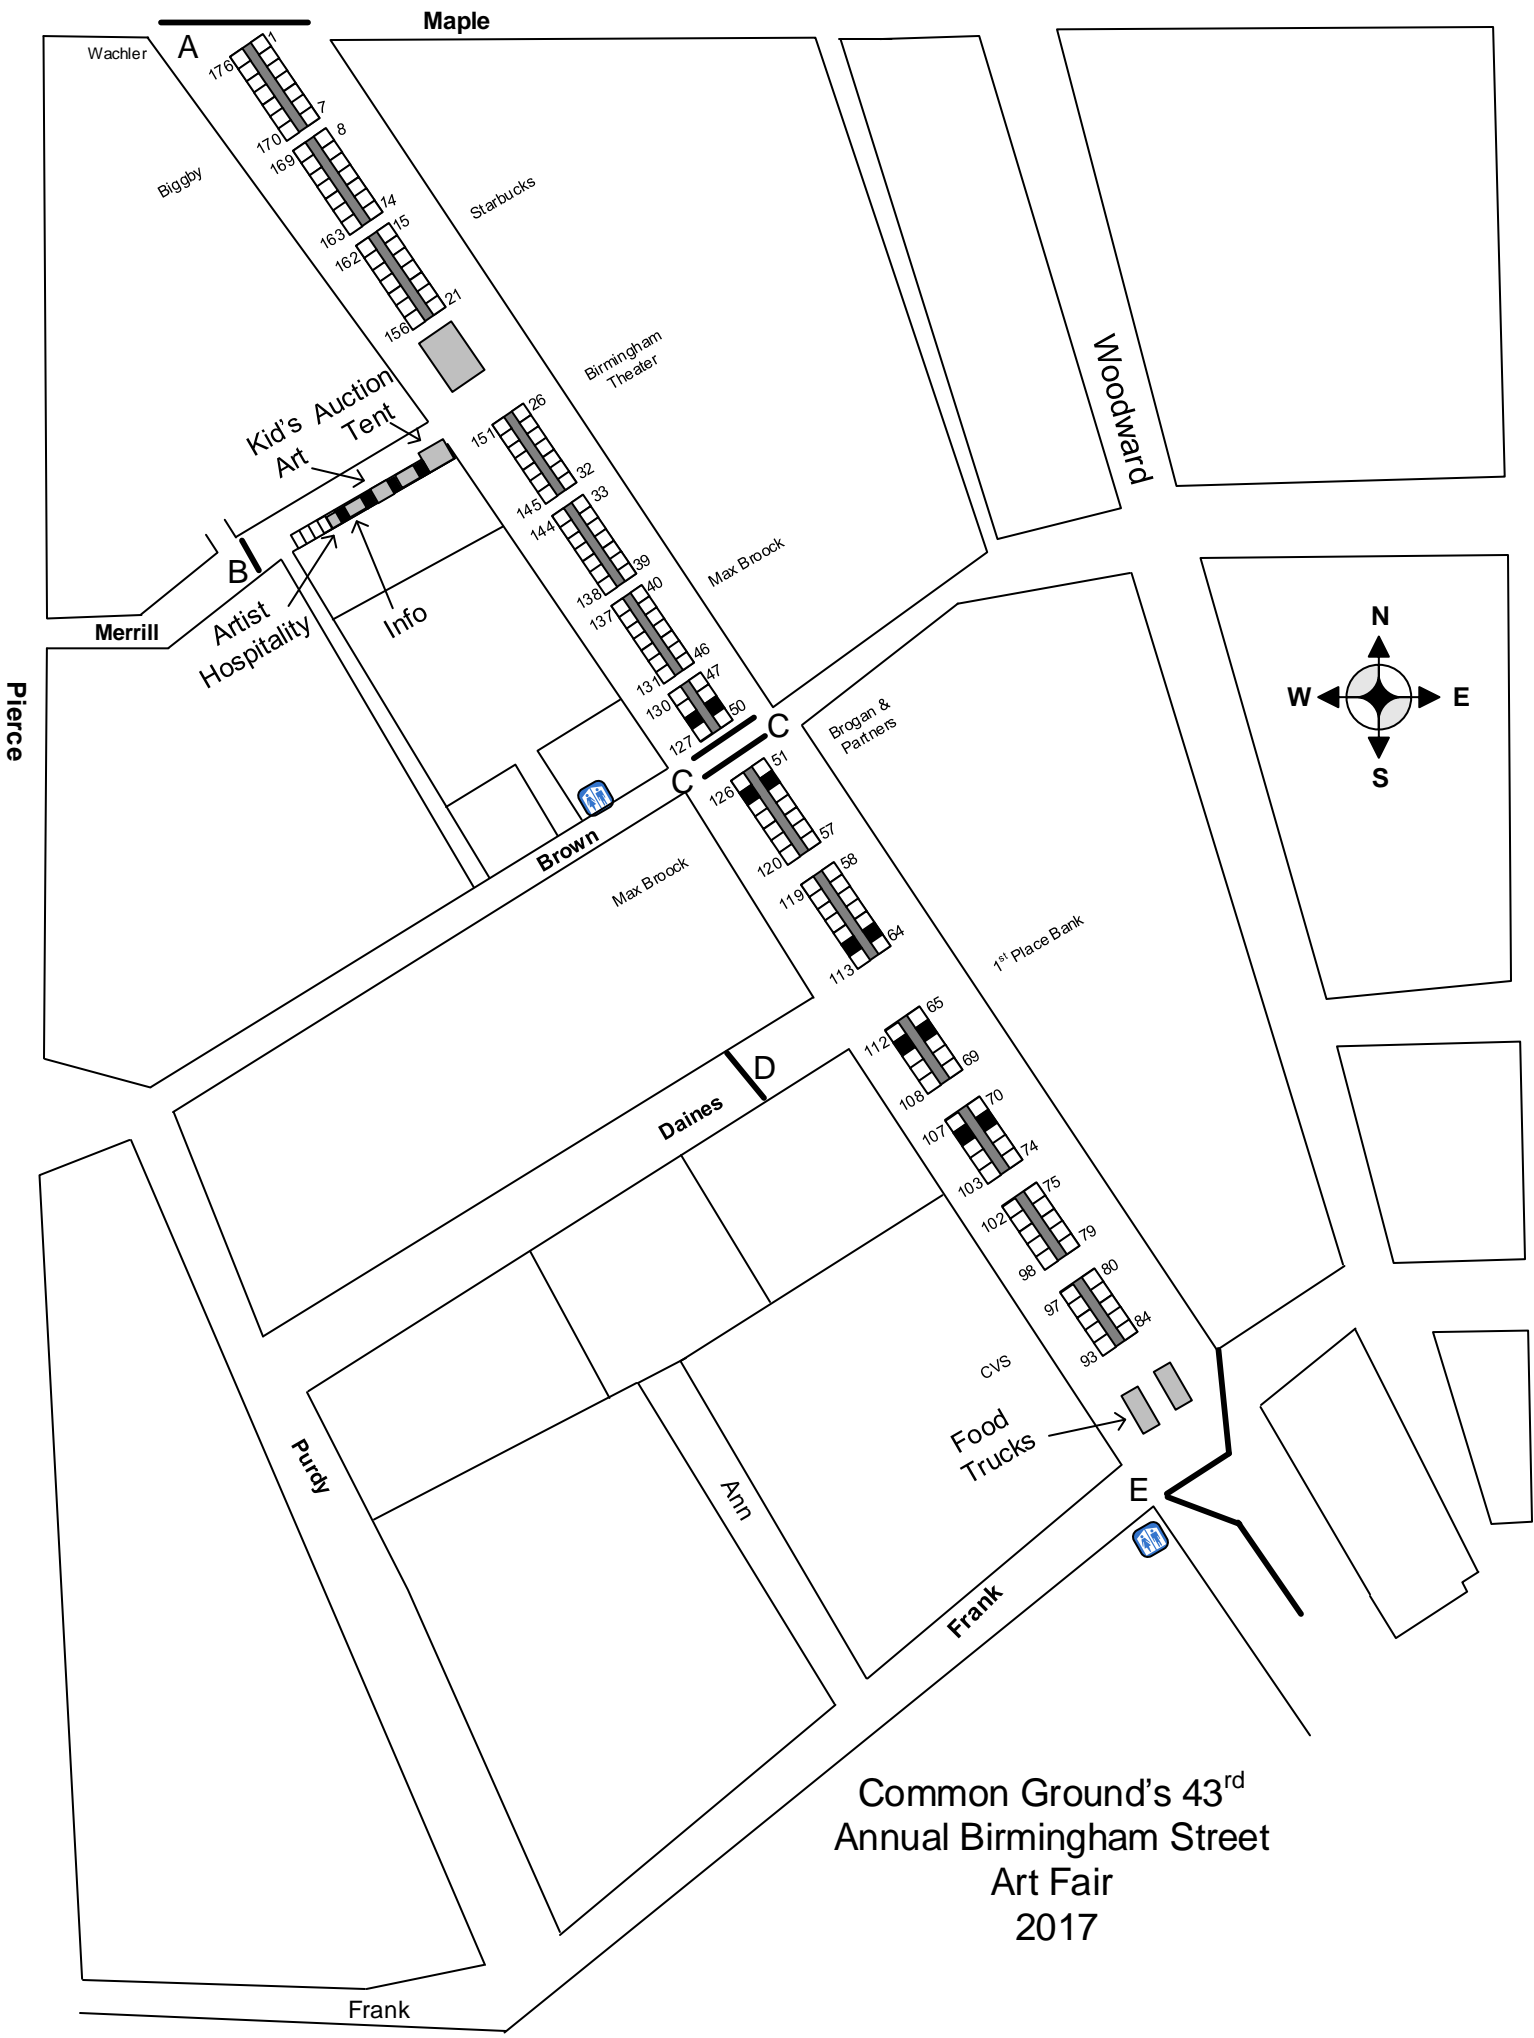 Maple
Wachler
A
1
176
7
170
8
169
Biggby
Starbucks
14
163
15
162
21
156
Birmingham
Theater
Woodward
Kid's
Art
Auction
Tent
26
151
32
145
33
144
39
138
Max Broock
40
137
46
131
47
130
50
127
B
Merrill
Artist
Hospitality
Info
Pierce
N
W
E
S
C
C
Brogan &
Partners
51
126
57
120
Brown
Max Broock
58
119
64
113
1st Place Bank
65
112
69
108
D
Daines
70
107
74
103
75
102
79
98
80
97
84
93
CVS
Food
Trucks
Purdy
Ann
E
Frank
Common Ground's 43rd
Annual Birmingham Street
Art Fair
2017
Frank